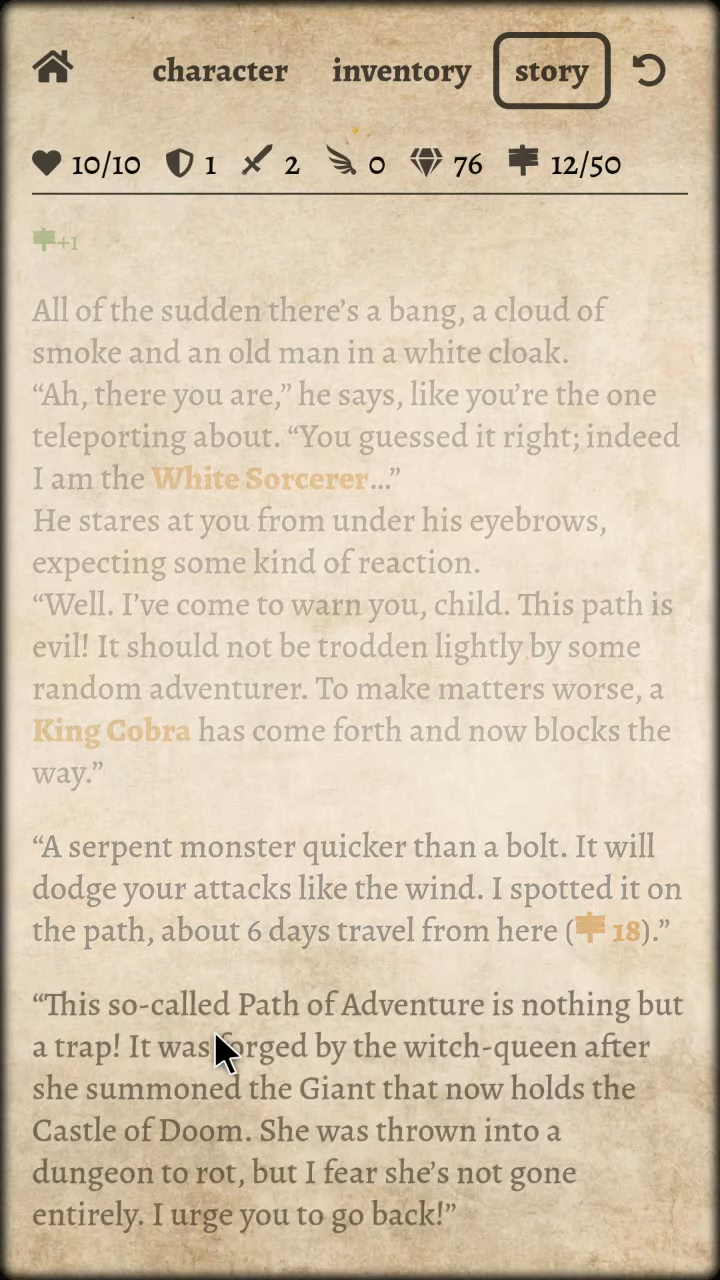 character inventory story
10/10 1 2 0 76 12/50
+1
All of the sudden there’s a bang, a cloud of
smoke and an old man in a white cloak.
“Ah, there you are,” he says, like you’re the one
teleporting about. “You guessed it right; indeed
I am the White Sorcerer...”
He stares at you from under his eyebrows,
expecting some kind of reaction.
“Well. I’ve come to warn you, child. This path is
evil! It should not be trodden lightly by some
random adventurer. To make matters worse, a
King Cobra has come forth and now blocks the
way.”
“A serpent monster quicker than a bolt. It will
dodge your attacks like the wind. I spotted it on
the path, about 6 days travel from here (18).”
“This so-called Path of Adventure is nothing but
a trap! It was forged by the witch-queen after
she summoned the Giant that now holds the
Castle of Doom. She was thrown into a
dungeon to rot, but I fear she’s not gone
entirely. I urge you to go back!”